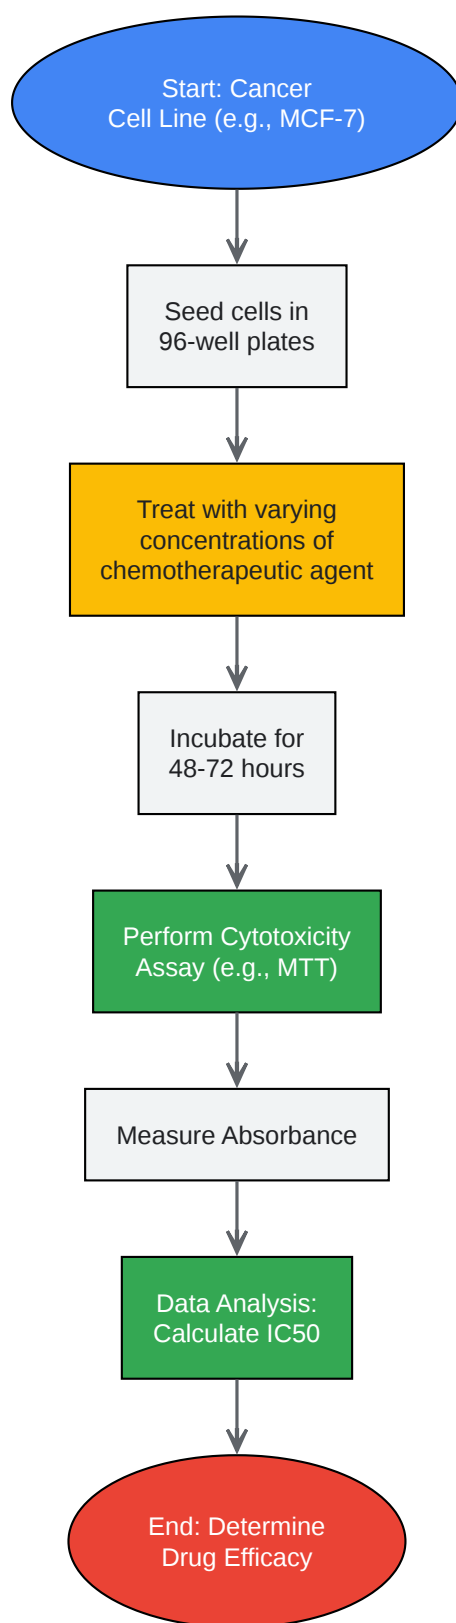 Start: Cancer
Cell Line (e.g., MCF-7)
Seed cells in
96-well plates
Treat with varying
concentrations of
chemotherapeutic agent
Incubate for
48-72 hours
Perform Cytotoxicity
Assay (e.g., MTT)
Measure Absorbance
Data Analysis:
Calculate IC50
End: Determine
Drug Efficacy